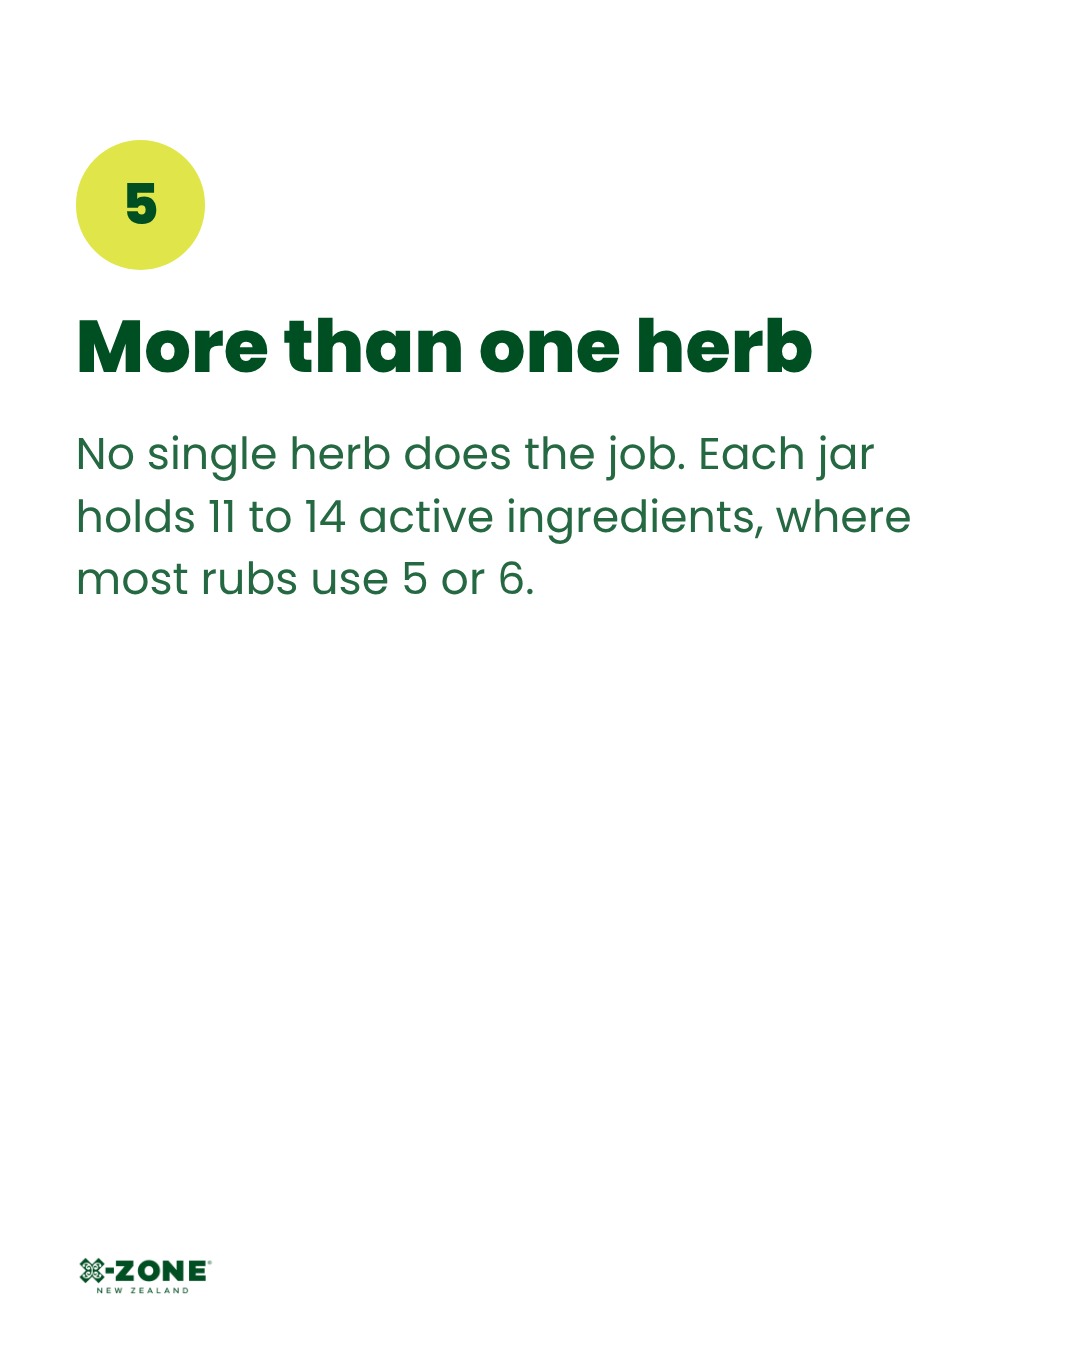 5
More than one herb
No single herb does the job. Each jar
holds 11 to 14 active ingredients, where
most rubs use 5 or 6.
X-ZONE®
NEW ZEALAND